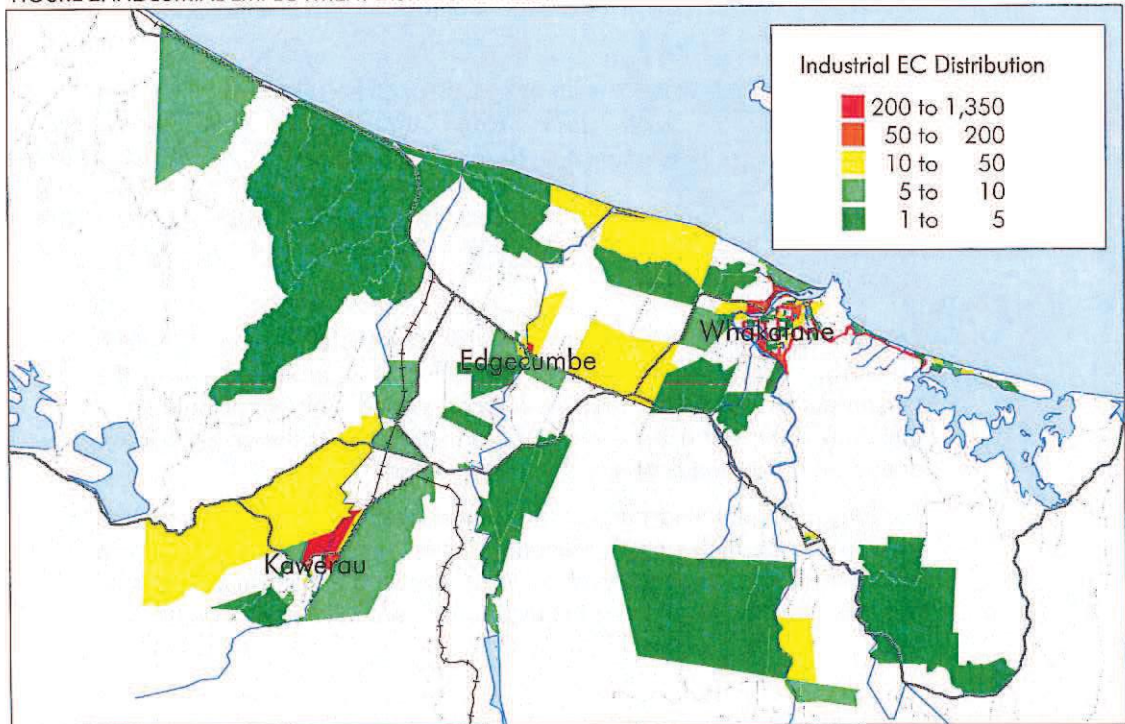 Industrial EC Distribution
200 to 1,350
50 to 200
10 to 50
5 to 10
1 to 5
Whakatane
Edgecumbe
Kawerau